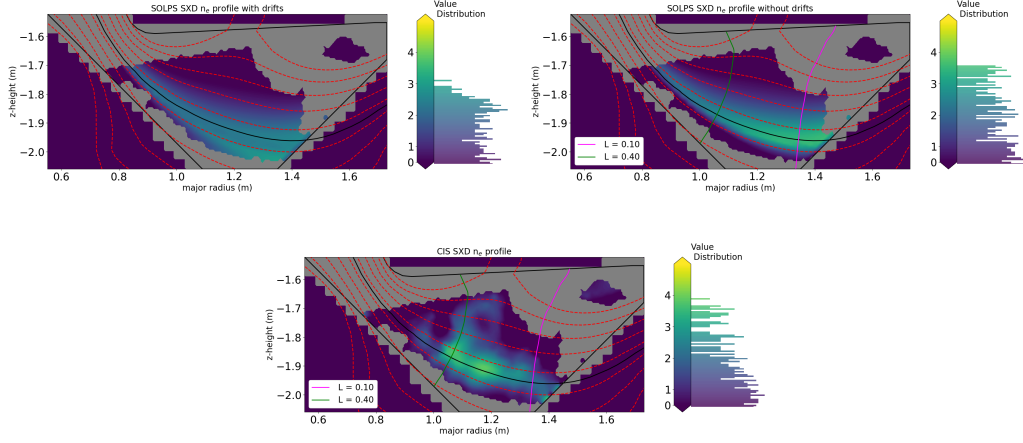 SOLPS SXD nₑ profile with drifts
Value
Distribution
−1.6
−1.7
−1.8
−1.9
−2.0
z-height (m)
0.6
0.8
1.0
1.2
1.4
1.6
major radius (m)
4
3
2
1
0
SOLPS SXD nₑ profile without drifts
Value
Distribution
−1.6
−1.7
−1.8
−1.9
−2.0
z-height (m)
L = 0.10
L = 0.40
0.6
0.8
1.0
1.2
1.4
1.6
major radius (m)
4
3
2
1
0
CIS SXD nₑ profile
Value
Distribution
−1.6
−1.7
−1.8
−1.9
−2.0
z-height (m)
L = 0.10
L = 0.40
0.6
0.8
1.0
1.2
1.4
1.6
major radius (m)
4
3
2
1
0